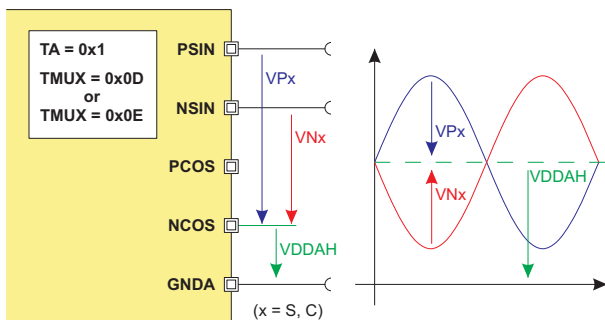 TA = 0x1
TMUX = 0x0D
or
TMUX = 0x0E
PSIN
NSIN
PCOS
NCOS
GNDA
VPx
VNx
VDDAH
(x = S, C)
VPx
VNx
VDDAH